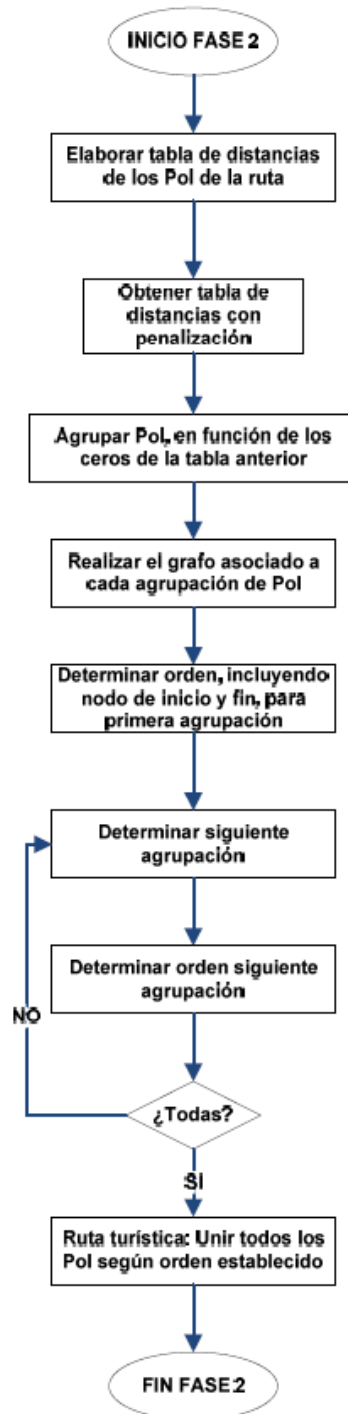 INICIO FASE 2
Elaborar tabla de distancias
de los PoI de la ruta
Obtener tabla de
distancias con
penalización
Agrupar PoI, en función de los
ceros de la tabla anterior
Realizar el grafo asociado a
cada agrupación de PoI
Determinar orden, incluyendo
nodo de inicio y fin, para
primera agrupación
Determinar siguiente
agrupación
Determinar orden siguiente
agrupación
NO
¿Todas?
SI
Ruta turística: Unir todos los
PoI según orden establecido
FIN FASE 2